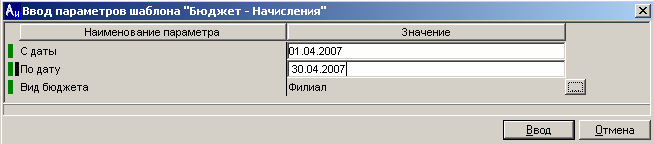 Ввод параметров шаблона "Бюджет - Начисления"
Наименование параметра Значение
С даты 01.04.2007
По дату 30.04.2007
Вид бюджета Филиал ...
Ввод Отмена